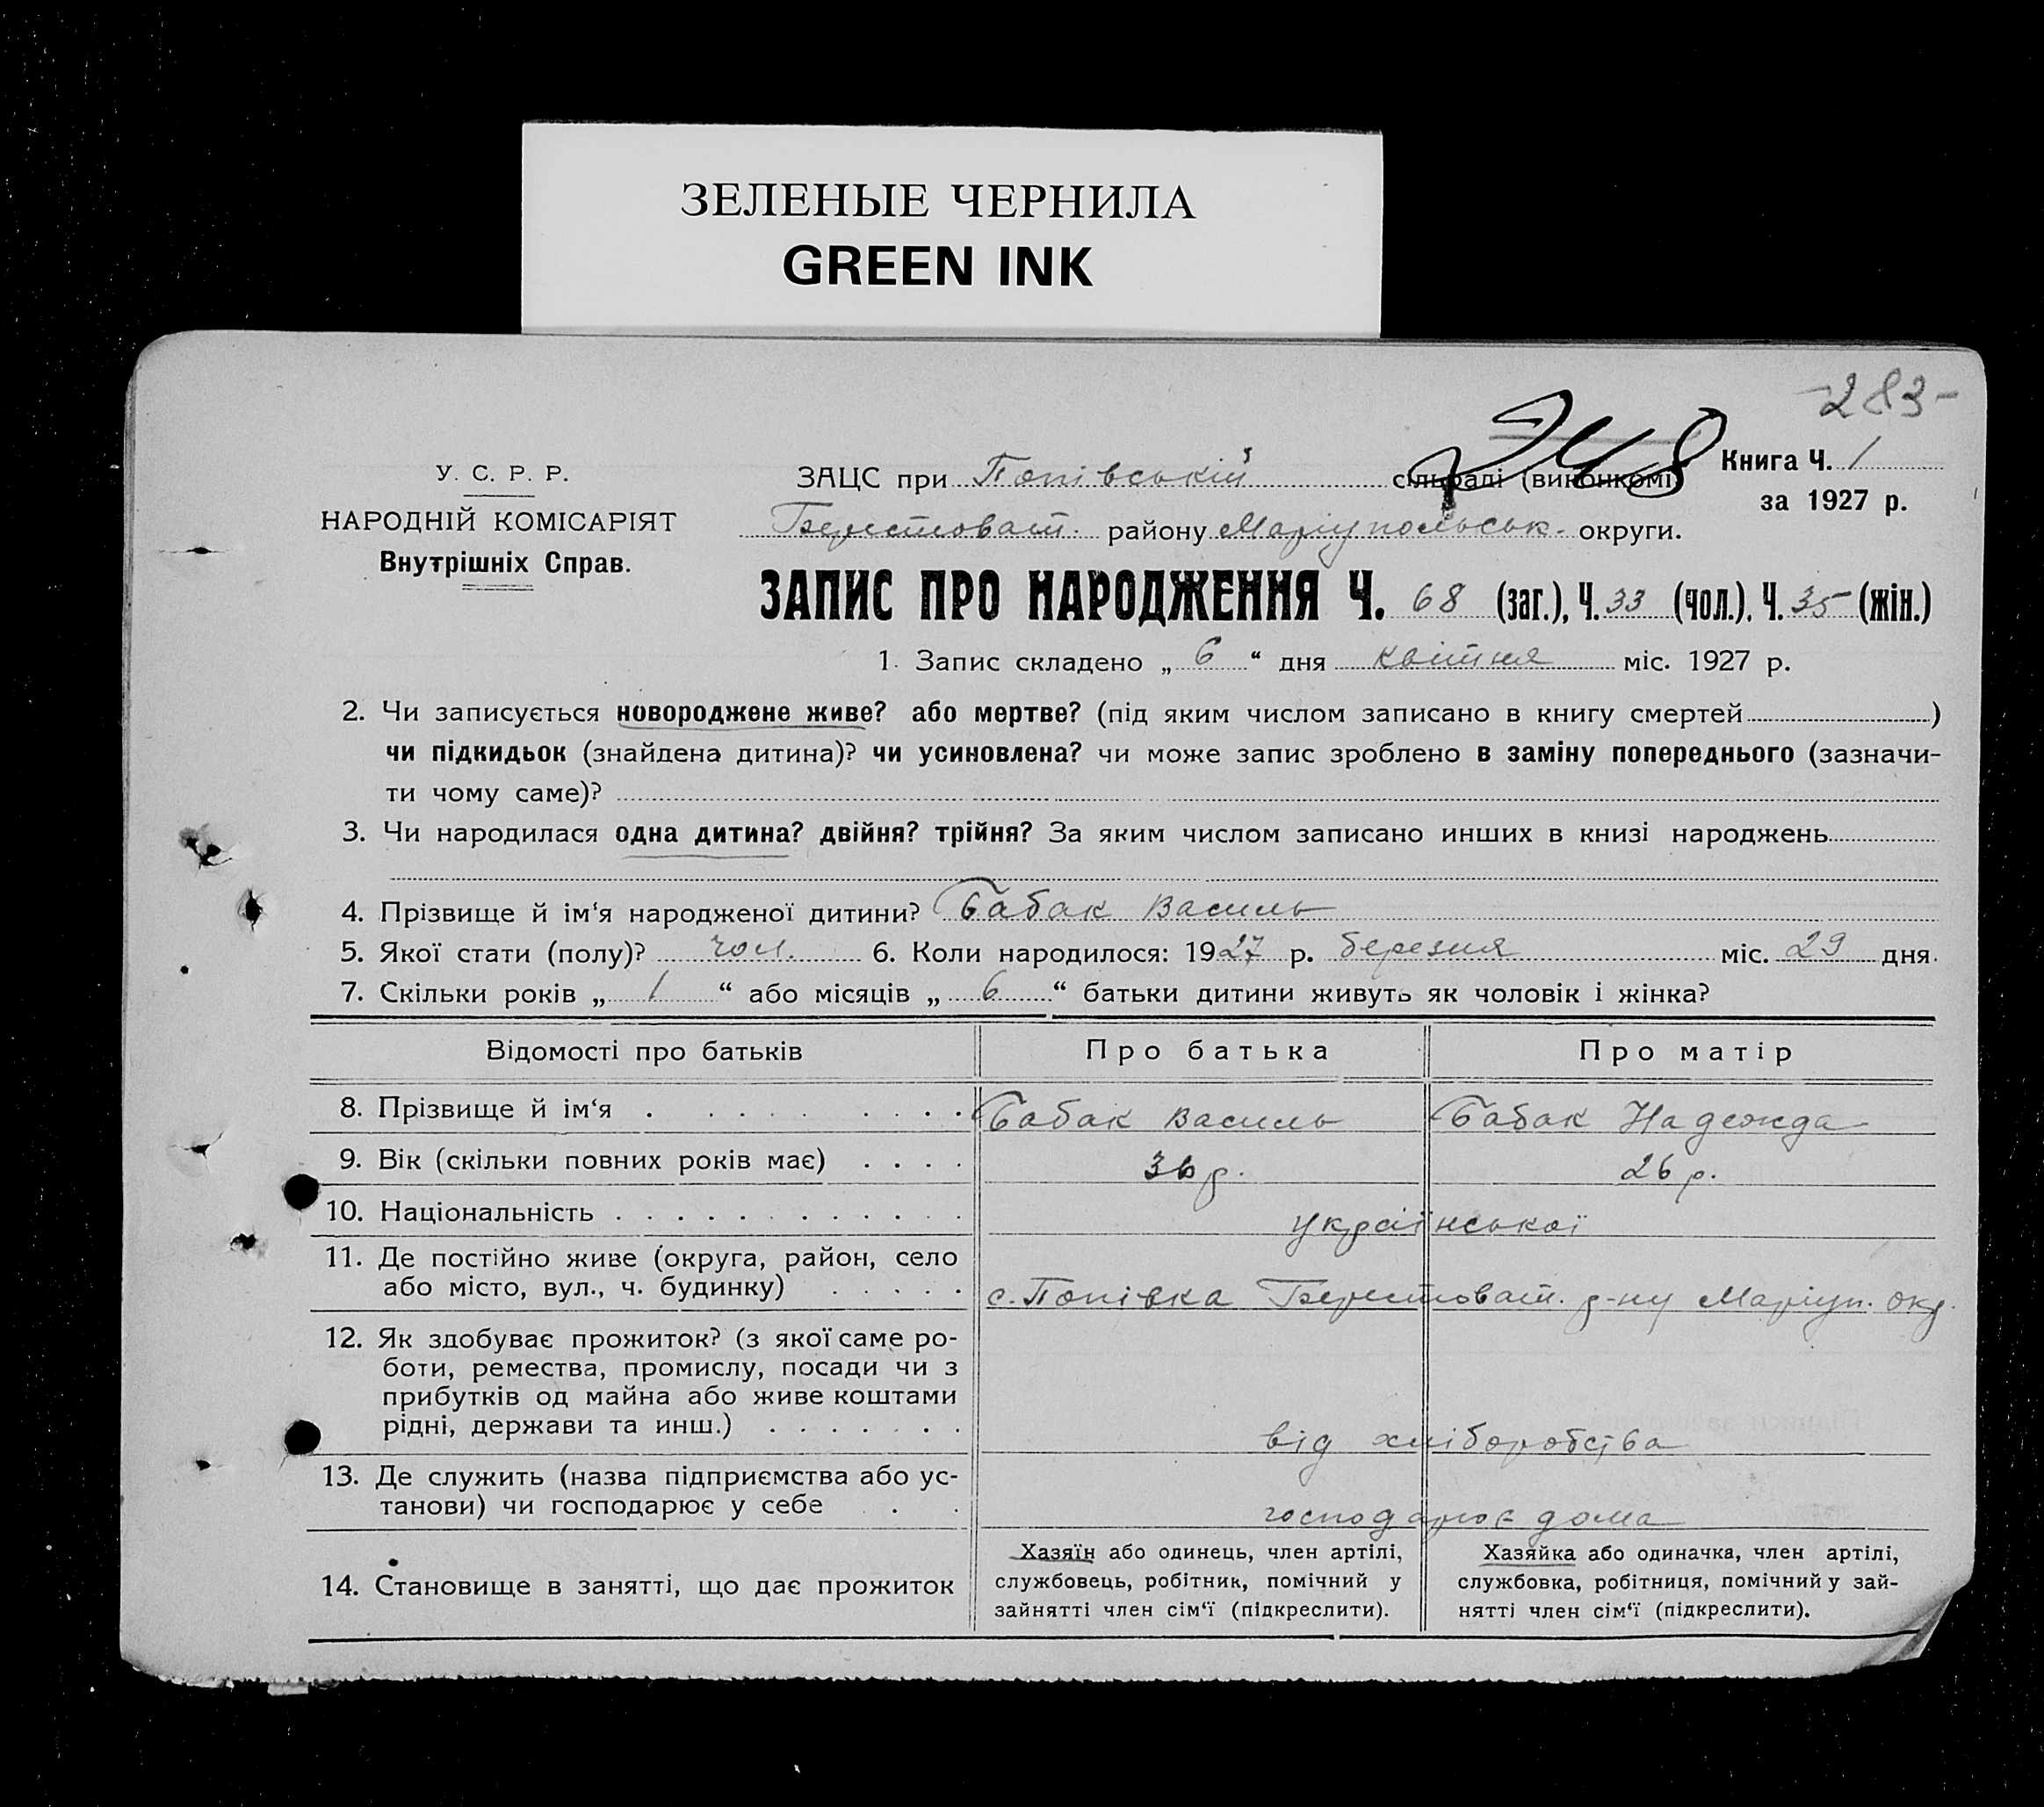 ЗЕЛЕНЫЕ ЧЕРНИЛА
GREEN INK
-283-
248
У. С. Р. Р.
НАРОДНІЙ КОМІСАРІЯТ
Внутрішніх Справ.
ЗАЦС при Попівській сільраді (виконкомі)
Книга Ч. 1
за 1927 р.
Берестоват. району Маріупольськ. округи.
ЗАПИС ПРО НАРОДЖЕННЯ Ч. 68 (заг.), Ч. 33 (чол.), Ч. 35 (жін.)
1. Запис складено „ 6 “ дня квітня міс. 1927 р.
2. Чи записується новороджене живе? або мертве? (під яким числом записано в книгу смертей )
чи підкидьок (знайдена дитина)? чи усиновлена? чи може запис зроблено в заміну попереднього (зазначи-
ти чому саме)?
3. Чи народилася одна дитина? двійня? трійня? За яким числом записано инших в книзі народжень
4. Прізвище й ім‘я народженої дитини? Бабак Василь
5. Якої стати (полу)? чол. 6. Коли народилося: 1927 р. березня міс. 29 дня.
7. Скільки років „ 1 “ або місяців „ 6 “ батьки дитини живуть як чоловік і жінка?
Відомості про батьків Про батька Про матір
8. Прізвище й ім‘я Бабак Василь Бабак Надежда
9. Вік (скільки повних років має) 36 р. 26 р.
10. Національність української
11. Де постійно живе (округа, район, село
або місто, вул., ч. будинку) с. Попівка Берестоват. р-ну Маріуп. окр.
12. Як здобуває прожиток? (з якої саме ро-
боти, ремества, промислу, посади чи з
прибутків од майна або живе коштами
рідні, держави та инш.) від хліборобства
13. Де служить (назва підприємства або ус-
танови) чи господарює у себе господарює дома
14. Становище в занятті, що дає прожиток
Хазяїн або одинець, член артілі,
службовець, робітник, помічний у
зайнятті член сім‘ї (підкреслити).
Хазяйка або одиначка, член артілі,
службовка, робітниця, помічний у зай-
нятті член сім‘ї (підкреслити).